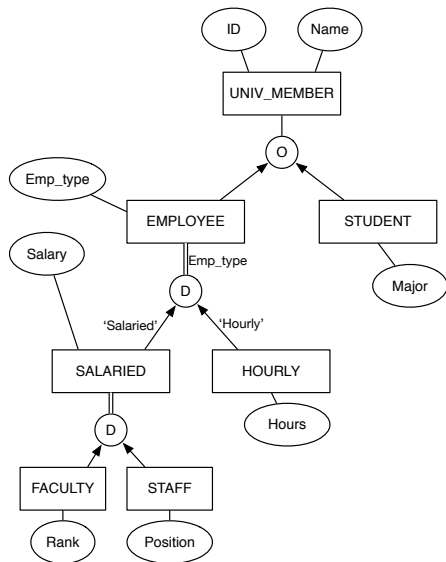 ID
Name
UNIV_MEMBER
O
Emp_type
EMPLOYEE
STUDENT
Salary
Emp_type
Major
D
‘Salaried’
‘Hourly’
SALARIED
HOURLY
Hours
D
FACULTY
STAFF
Rank
Position